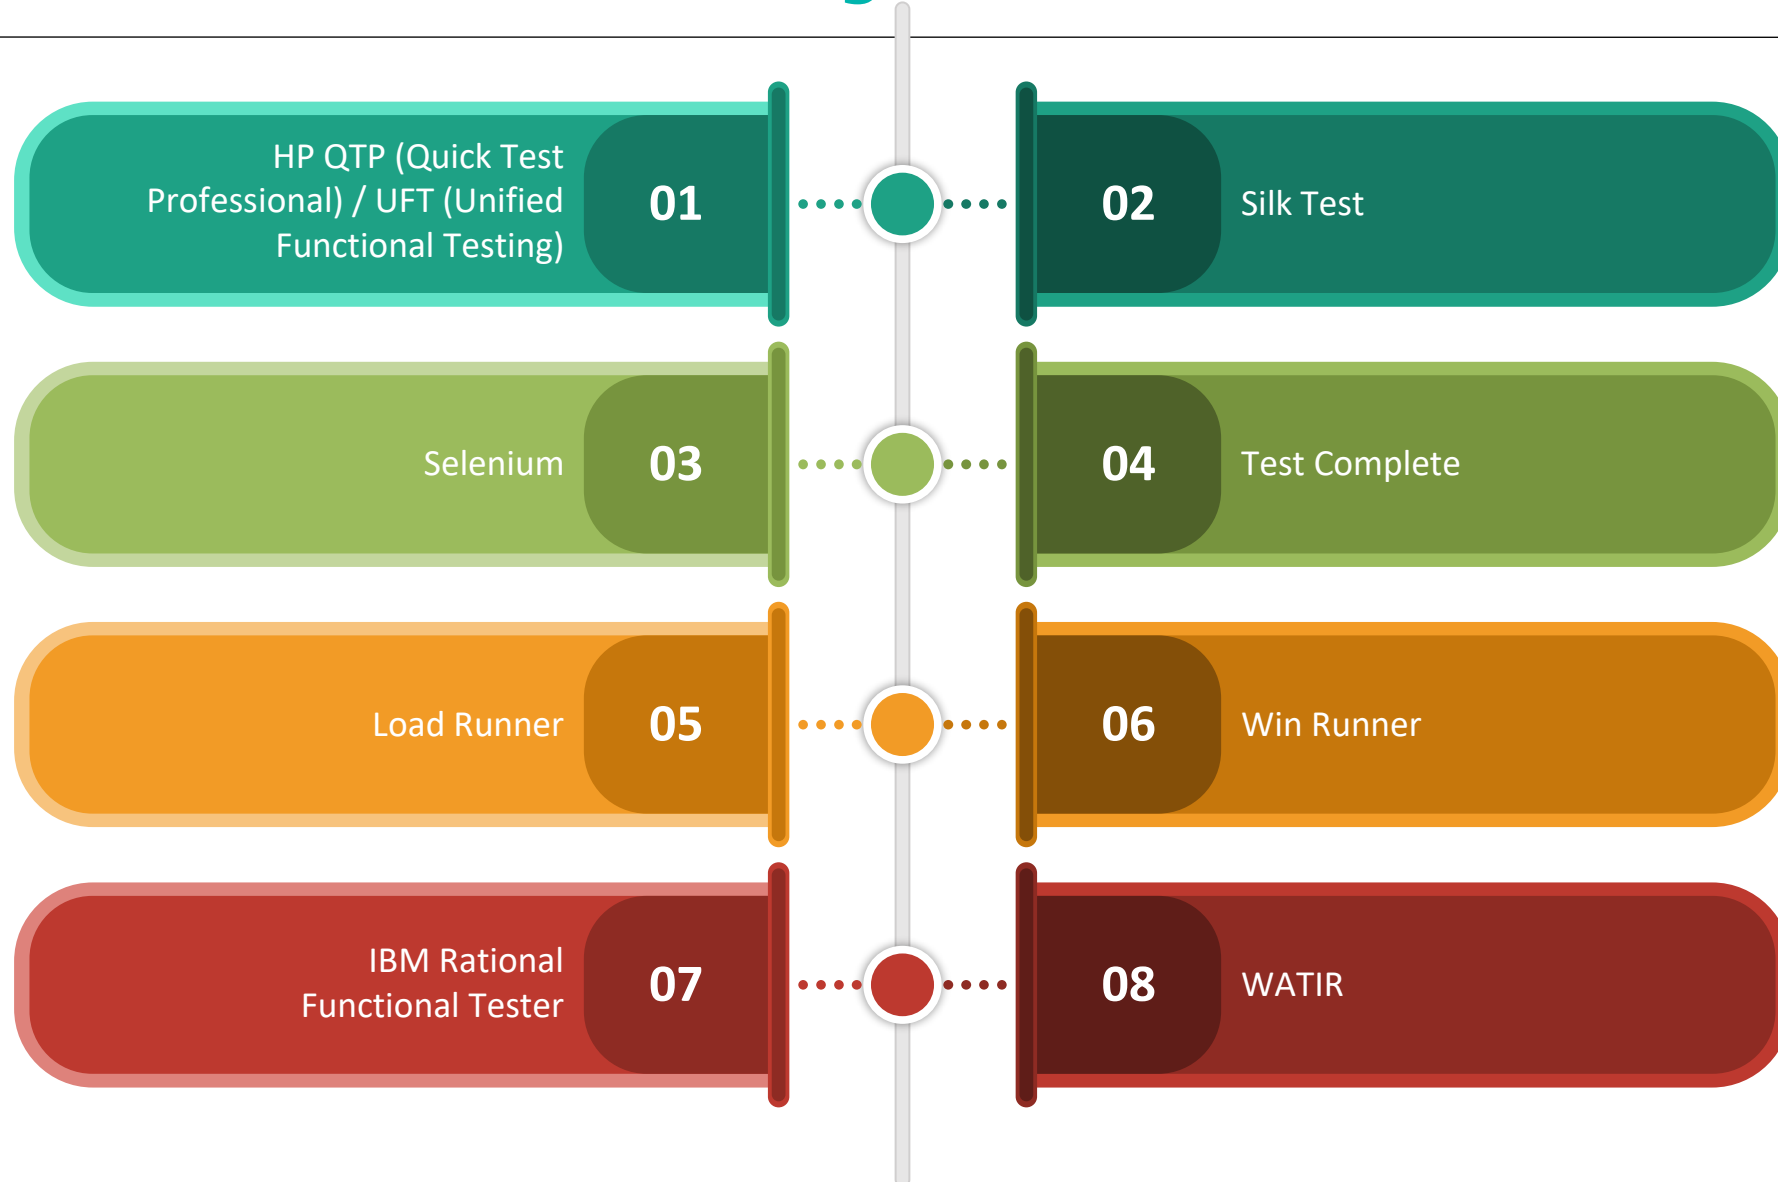 HP QTP (Quick Test
Professional) / UFT (Unified
Functional Testing)
01
02
Silk Test
Selenium
03
04
Test Complete
Load Runner
05
06
Win Runner
IBM Rational
Functional Tester
07
08
WATIR